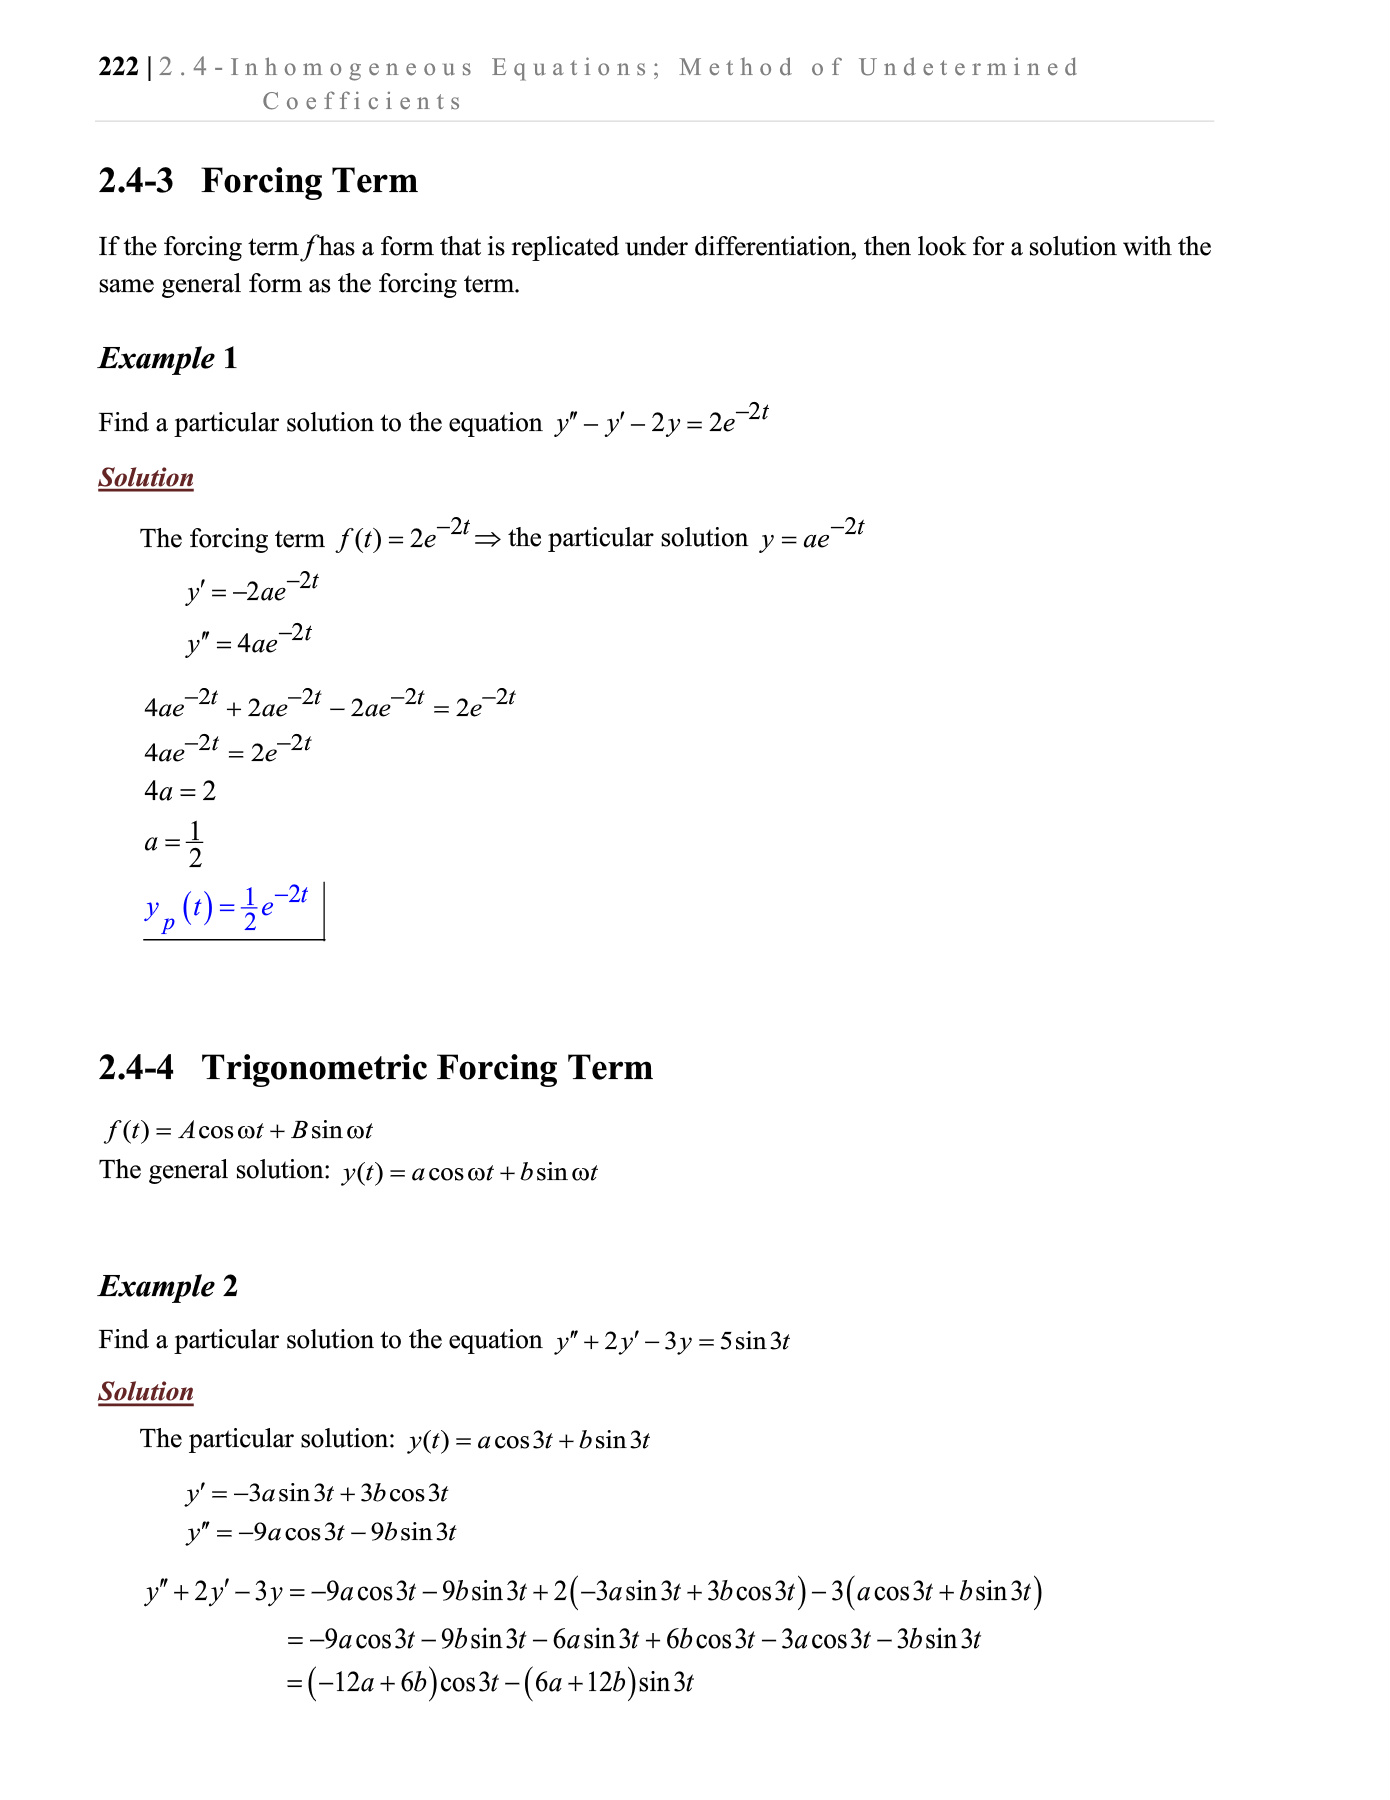 222 | 2.4-Inhomogeneous Equations; Method of Undetermined
Coefficients
2.4-3 Forcing Term
If the forcing term f has a form that is replicated under differentiation, then look for a solution with the
same general form as the forcing term.
Example 1
Find a particular solution to the equation y″ − y′ − 2y = 2e^{−2t}
Solution
The forcing term f(t) = 2e^{−2t} ⇒ the particular solution y = ae^{−2t}
y′ = −2ae^{−2t}
y″ = 4ae^{−2t}
4ae^{−2t} + 2ae^{−2t} − 2ae^{−2t} = 2e^{−2t}
4ae^{−2t} = 2e^{−2t}
4a = 2
a = 1/2
y_p(t) = 1/2 e^{−2t}
2.4-4 Trigonometric Forcing Term
f(t) = A cos ωt + B sin ωt
The general solution: y(t) = a cos ωt + b sin ωt
Example 2
Find a particular solution to the equation y″ + 2y′ − 3y = 5 sin 3t
Solution
The particular solution: y(t) = a cos 3t + b sin 3t
y′ = −3a sin 3t + 3b cos 3t
y″ = −9a cos 3t − 9b sin 3t
y″ + 2y′ − 3y = −9a cos 3t − 9b sin 3t + 2(−3a sin 3t + 3b cos 3t) − 3(a cos 3t + b sin 3t)
= −9a cos 3t − 9b sin 3t − 6a sin 3t + 6b cos 3t − 3a cos 3t − 3b sin 3t
= (−12a + 6b) cos 3t − (6a + 12b) sin 3t